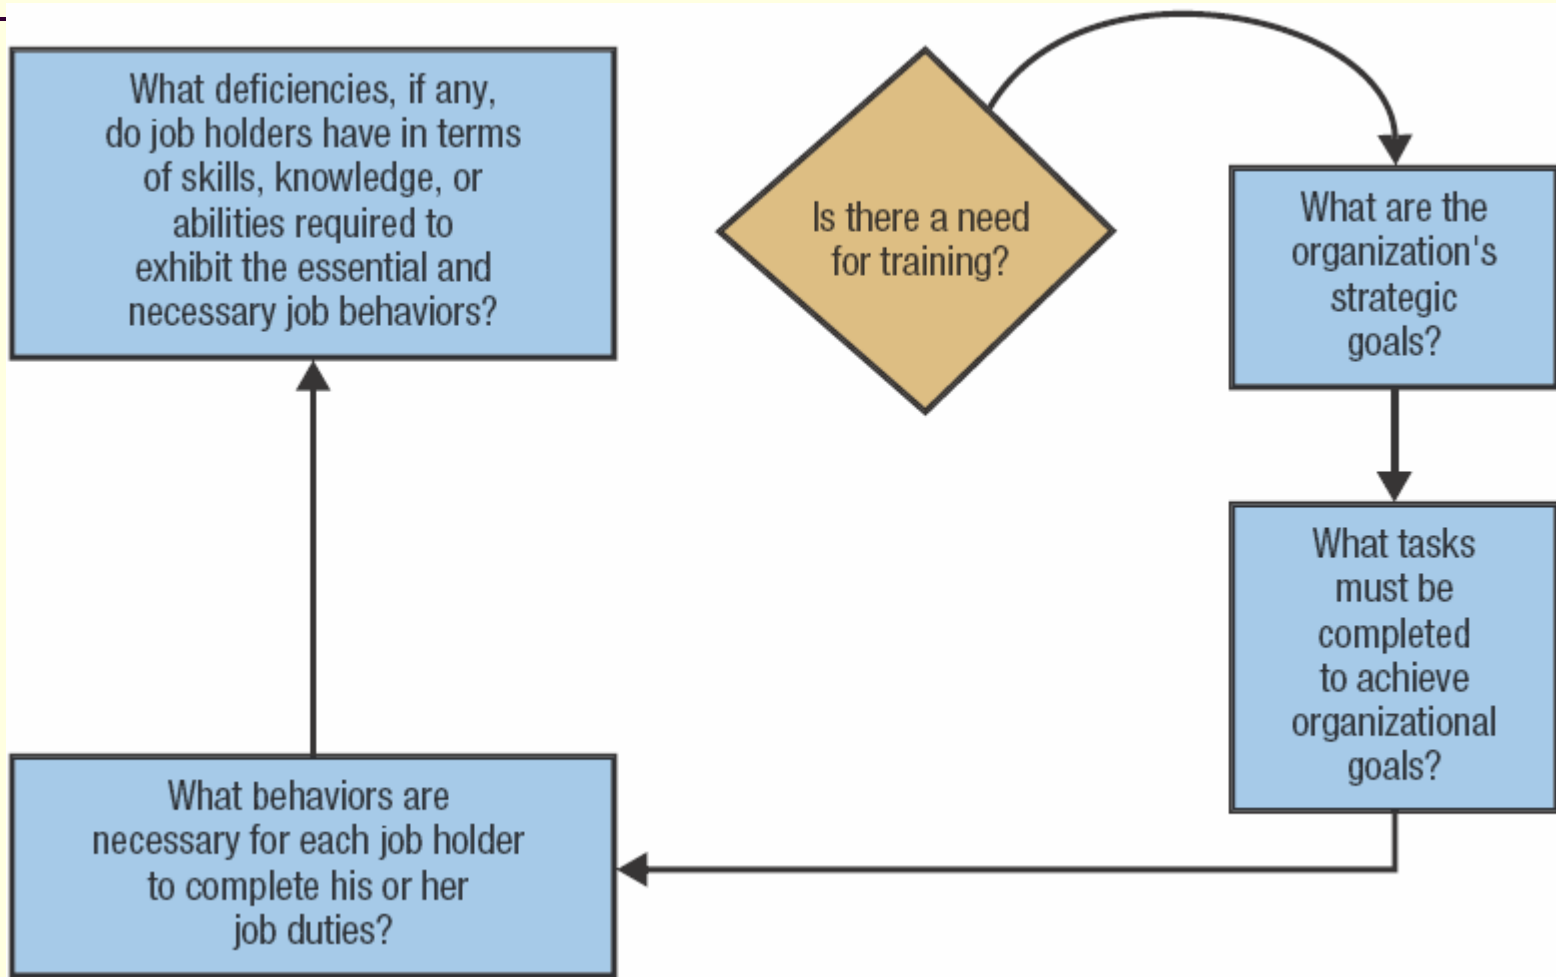 Is there a need
for training?
What are the
organization's
strategic
goals?
What tasks
must be
completed
to achieve
organizational
goals?
What behaviors are
necessary for each job holder
to complete his or her
job duties?
What deficiencies, if any,
do job holders have in terms
of skills, knowledge, or
abilities required to
exhibit the essential and
necessary job behaviors?